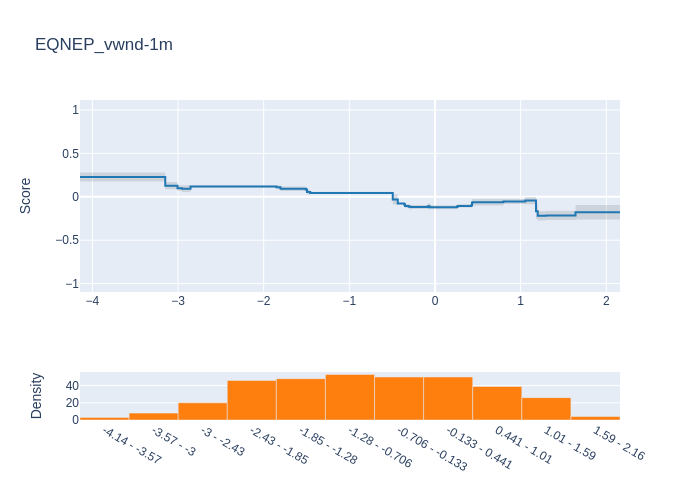 EQNEP_vwnd-1m
Score
1
0.5
0
−0.5
−1
−4
−3
−2
−1
0
1
2
Density
40
20
0
-4.14 - -3.57
-3.57 - -3
-3 - -2.43
-2.43 - -1.85
-1.85 - -1.28
-1.28 - -0.706
-0.706 - -0.133
-0.133 - 0.441
0.441 - 1.01
1.01 - 1.59
1.59 - 2.16